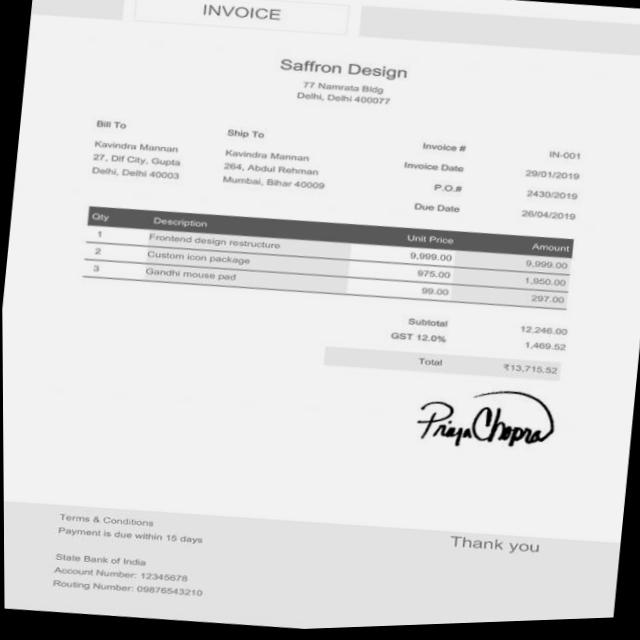 INVOICE
Saffron Design
77 Namrata Bldg
Delhi, Delhi 400077
Bill To
Kavindra Mannan
27, Dlf City, Gupta
Delhi, Delhi 40003
Ship To
Kavindra Mannan
264, Abdul Rehman
Mumbai, Bihar 40009
Invoice # IN-001
Invoice Date 29/01/2019
P.O.# 2430/2019
Due Date 26/04/2019
Qty Description Unit Price Amount
1 Frontend design restructure 9,999.00 9,999.00
2 Custom icon package 975.00 1,950.00
3 Gandhi mouse pad 99.00 297.00
Subtotal 12,246.00
GST 12.0% 1,469.52
Total ₹13,715.52
Priya Chopra
Terms & Conditions
Payment is due within 15 days
Thank you
State Bank of India
Account Number: 12345678
Routing Number: 09876543210